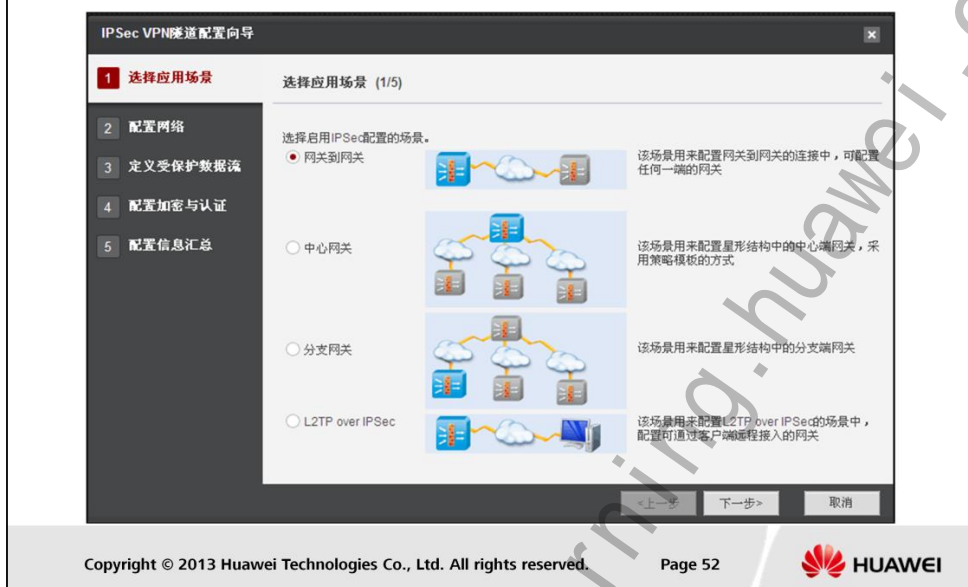 IPSec VPN隧道配置向导
1 选择应用场景
2 配置网络
3 定义受保护数据流
4 配置加密与认证
5 配置信息汇总
选择应用场景 (1/5)
选择启用IPSec配置的场景。
网关到网关
该场景用来配置网关到网关的连接中，可配置
任何一端的网关
中心网关
该场景用来配置星形结构中的中心端网关，采
用策略模板的方式
分支网关
该场景用来配置星形结构中的分支端网关
L2TP over IPSec
该场景用来配置L2TP over IPSec的场景中，
配置可通过客户端远程接入的网关
<上一步
下一步>
取消
Copyright © 2013 Huawei Technologies Co., Ltd. All rights reserved.
Page 52
HUAWEI
rning.huawei.